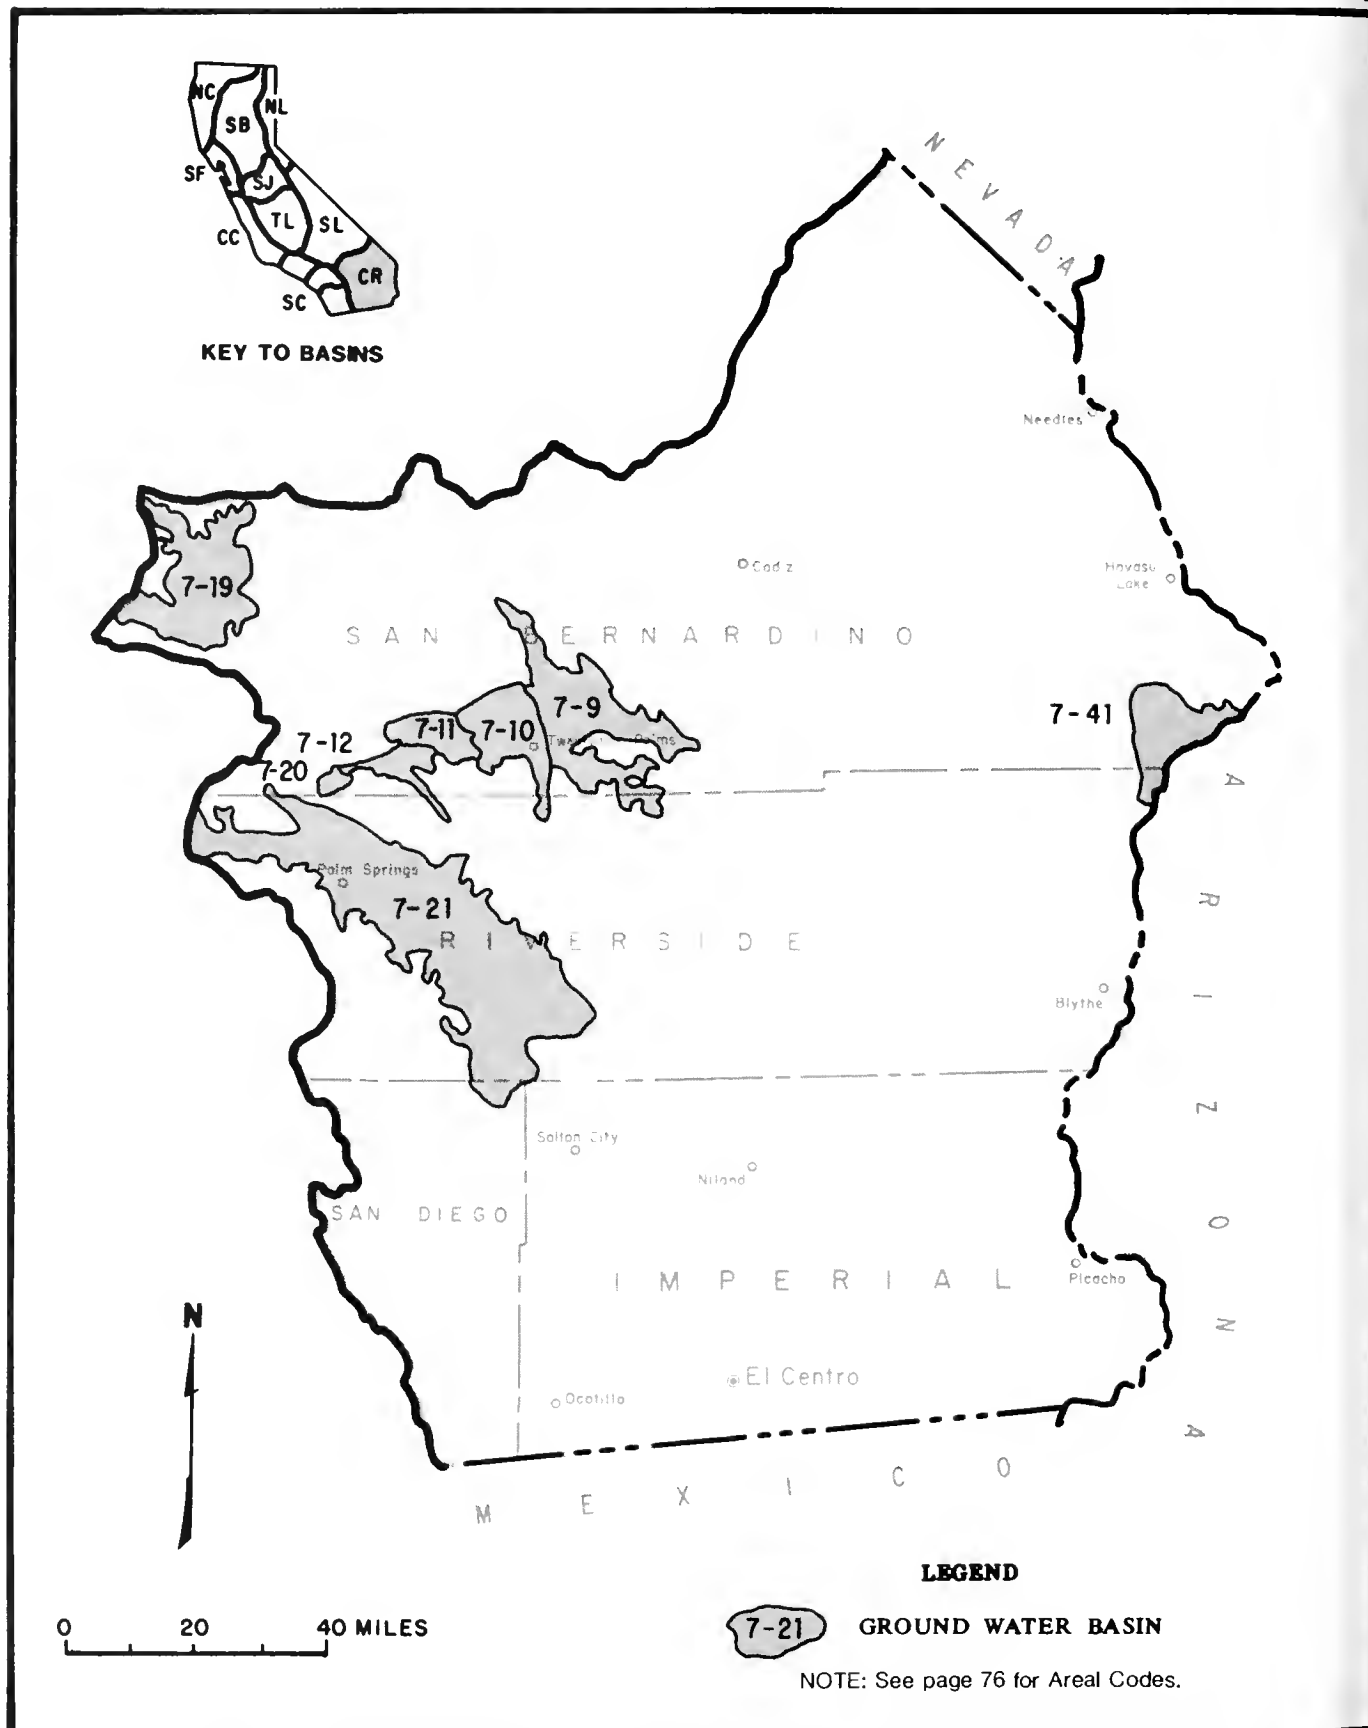 NC
NL
SB
SF
SJ
TL
SL
CC
CR
SC
KEY TO BASINS
NEVADA
Needles
Cadiz
Havasu
Lake
7-19
SAN BERNARDINO
7-9
7-41
7-11
7-10
7-12
Palms
7-20
ARIZONA
Palm Springs
7-21
RIVERSIDE
Blythe
Salton City
Niland
SAN DIEGO
IMPERIAL
Picacho
N
El Centro
Ocotillo
MEXICO
LEGEND
0 20 40 MILES
7-21 GROUND WATER BASIN
NOTE: See page 76 for Areal Codes.